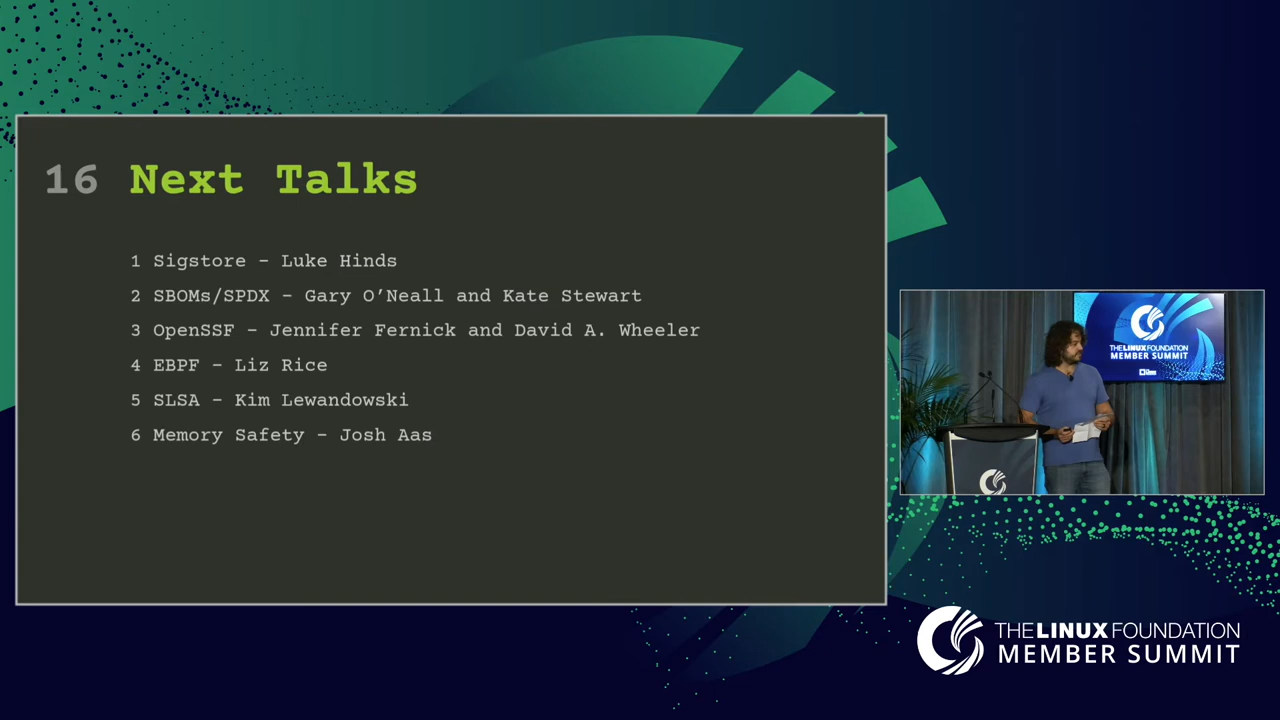 16 Next Talks
1 Sigstore – Luke Hinds
2 SBOMs/SPDX – Gary O’Neall and Kate Stewart
3 OpenSSF – Jennifer Fernick and David A. Wheeler
4 EBPF – Liz Rice
5 SLSA – Kim Lewandowski
6 Memory Safety – Josh Aas
THE LINUX FOUNDATION
MEMBER SUMMIT
THE LINUX FOUNDATION
MEMBER SUMMIT